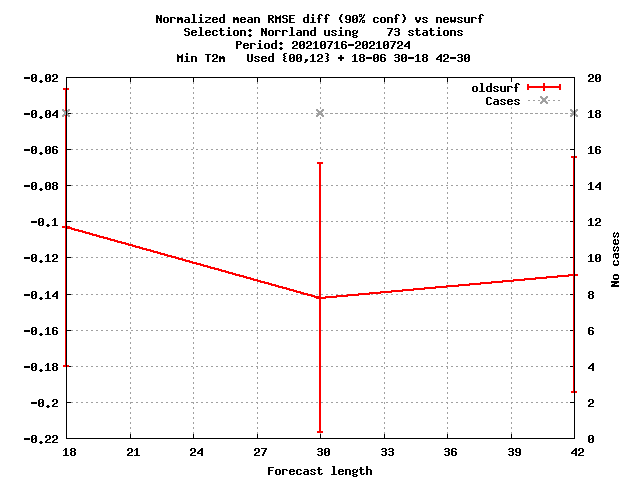 Normalized mean RMSE diff (90% conf) vs newsurf
Selection: Norrland using    73 stations
Period: 20210716-20210724
Min T2m   Used {00,12} + 18-06 30-18 42-30
oldsurf
Cases
-0.02
-0.04
-0.06
-0.08
-0.1
-0.12
-0.14
-0.16
-0.18
-0.2
-0.22
20
18
16
14
12
10
8
6
4
2
0
No cases
18 21 24 27 30 33 36 39 42
Forecast length